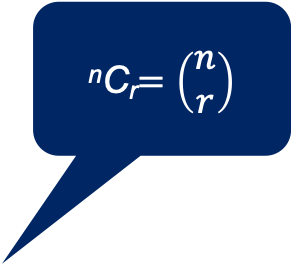 ⁿCᵣ= (n r)